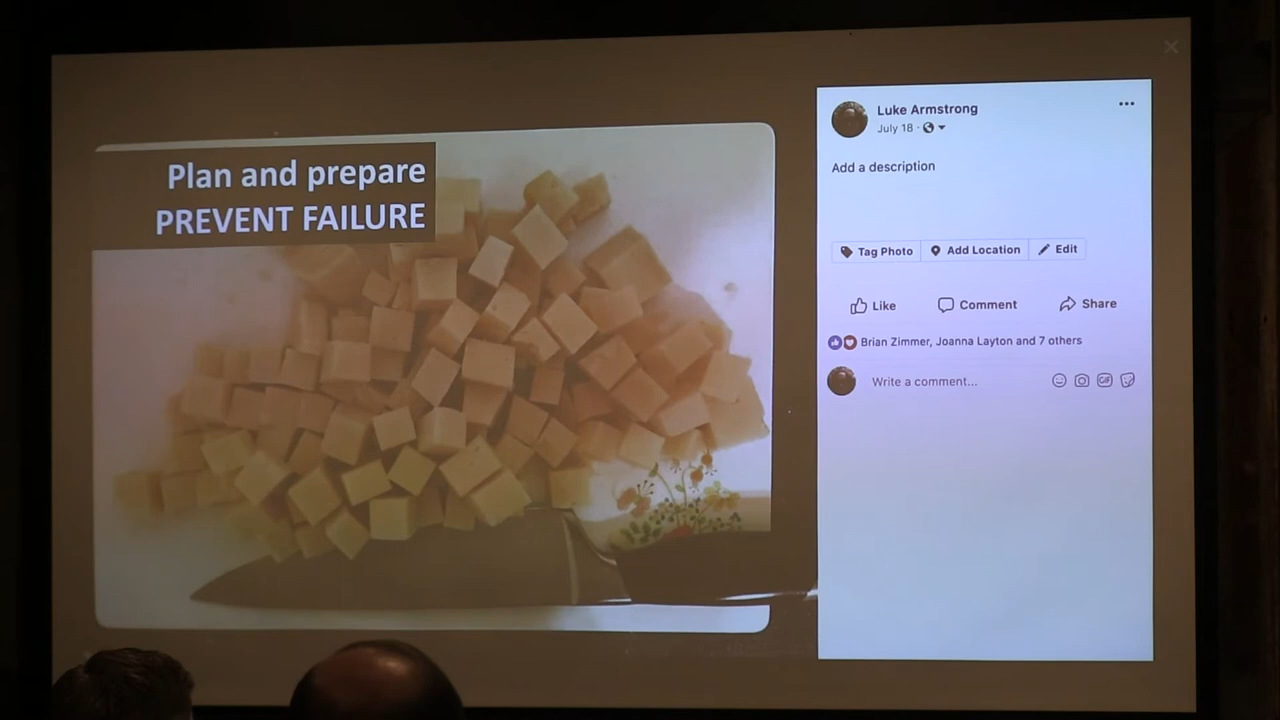 Plan and prepare
PREVENT FAILURE
Luke Armstrong
July 18 ·
Add a description
Tag Photo
Add Location
Edit
Like
Comment
Share
Brian Zimmer, Joanna Layton and 7 others
Write a comment...
GIF